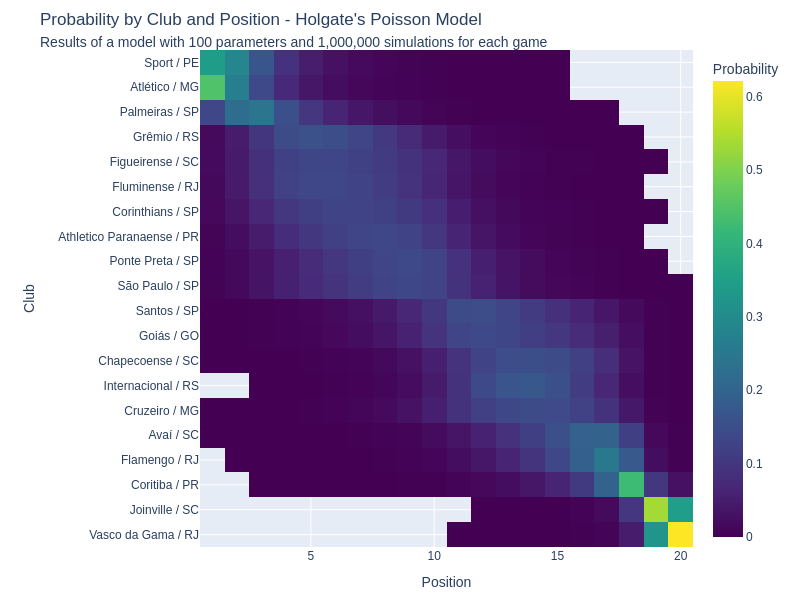 Probability by Club and Position - Holgate's Poisson Model
Results of a model with 100 parameters and 1,000,000 simulations for each game
Probability
Sport / PE
Atlético / MG
Palmeiras / SP
Grêmio / RS
Figueirense / SC
Fluminense / RJ
Corinthians / SP
Athletico Paranaense / PR
Ponte Preta / SP
São Paulo / SP
Santos / SP
Goiás / GO
Chapecoense / SC
Internacional / RS
Cruzeiro / MG
Avaí / SC
Flamengo / RJ
Coritiba / PR
Joinville / SC
Vasco da Gama / RJ
Club
5
10
15
20
Position
0.6
0.5
0.4
0.3
0.2
0.1
0